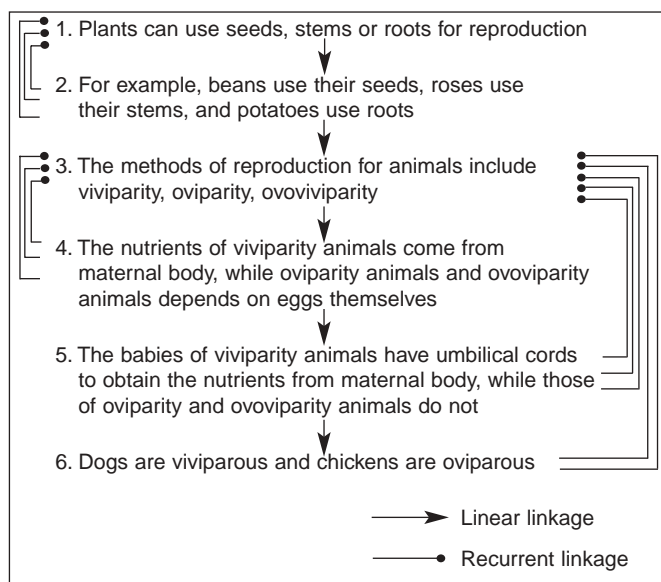 1. Plants can use seeds, stems or roots for reproduction
2. For example, beans use their seeds, roses use
their stems, and potatoes use roots
3. The methods of reproduction for animals include
viviparity, oviparity, ovoviviparity
4. The nutrients of viviparity animals come from
maternal body, while oviparity animals and ovoviparity
animals depends on eggs themselves
5. The babies of viviparity animals have umbilical cords
to obtain the nutrients from maternal body, while those
of oviparity and ovoviparity animals do not
6. Dogs are viviparous and chickens are oviparous
Linear linkage
Recurrent linkage